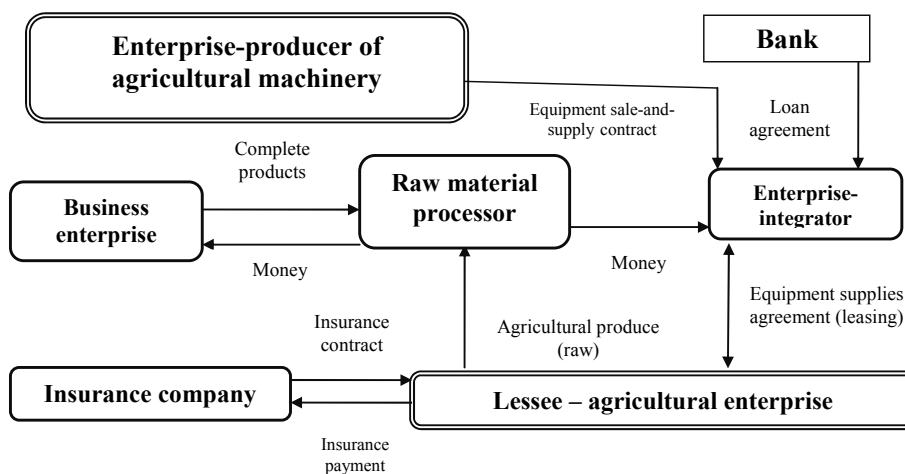 Enterprise-producer of
agricultural machinery
Bank
Equipment sale-and-
supply contract
Loan
agreement
Complete
products
Business
enterprise
Raw material
processor
Enterprise-
integrator
Money
Money
Insurance
contract
Agricultural produce
(raw)
Equipment supplies
agreement (leasing)
Insurance company
Lessee – agricultural enterprise
Insurance
payment